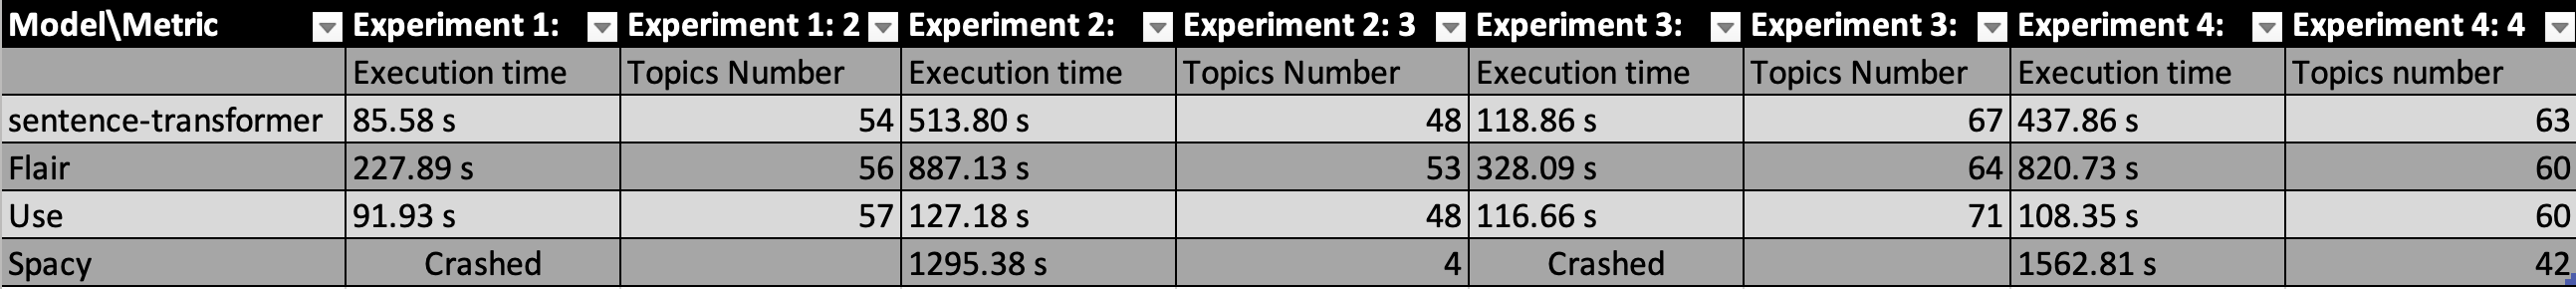 Model\Metric Experiment 1: Experiment 1: 2 Experiment 2: Experiment 2: 3 Experiment 3: Experiment 3: Experiment 4: Experiment 4: 4
Execution time Topics Number Execution time Topics Number Execution time Topics Number Execution time Topics number
sentence-transformer 85.58 s 54 513.80 s 48 118.86 s 67 437.86 s 63
Flair 227.89 s 56 887.13 s 53 328.09 s 64 820.73 s 60
Use 91.93 s 57 127.18 s 48 116.66 s 71 108.35 s 60
Spacy Crashed 1295.38 s 4 Crashed 1562.81 s 42